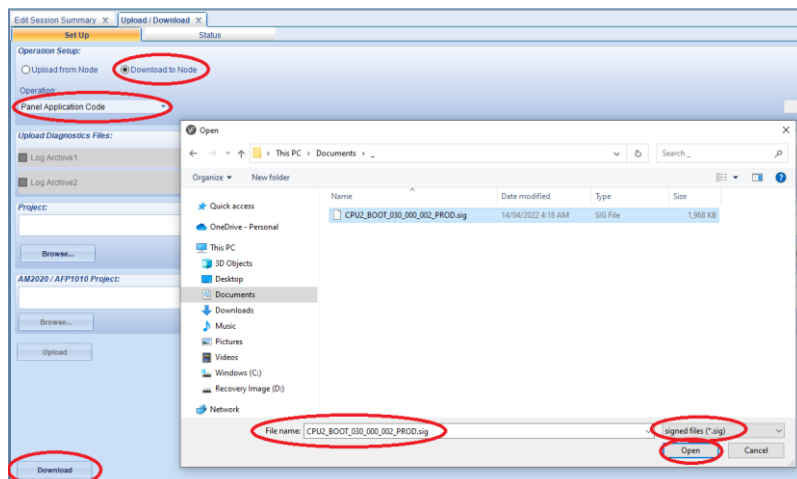 Edit Session Summary X Upload / Download X
Set Up Status
Operation Setup:
Upload from Node Download to Node
Operation:
Panel Application Code
Upload Diagnostics Files:
Log Archive1
Log Archive2
Project:
Browse...
AM2020 / AFP1010 Project:
Browse...
Upload
Download
Open
This PC > Documents > _
Search _
Organize New folder
Name Date modified Type Size
CPU2_BOOT_030_000_002_PROD.sig 14/04/2022 4:18 AM SIG File 1,968 KB
Quick access
OneDrive - Personal
This PC
3D Objects
Desktop
Documents
Downloads
Music
Pictures
Videos
Windows (C:)
Recovery Image (D:)
Network
File name: CPU2_BOOT_030_000_002_PROD.sig signed files (*.sig)
Open Cancel